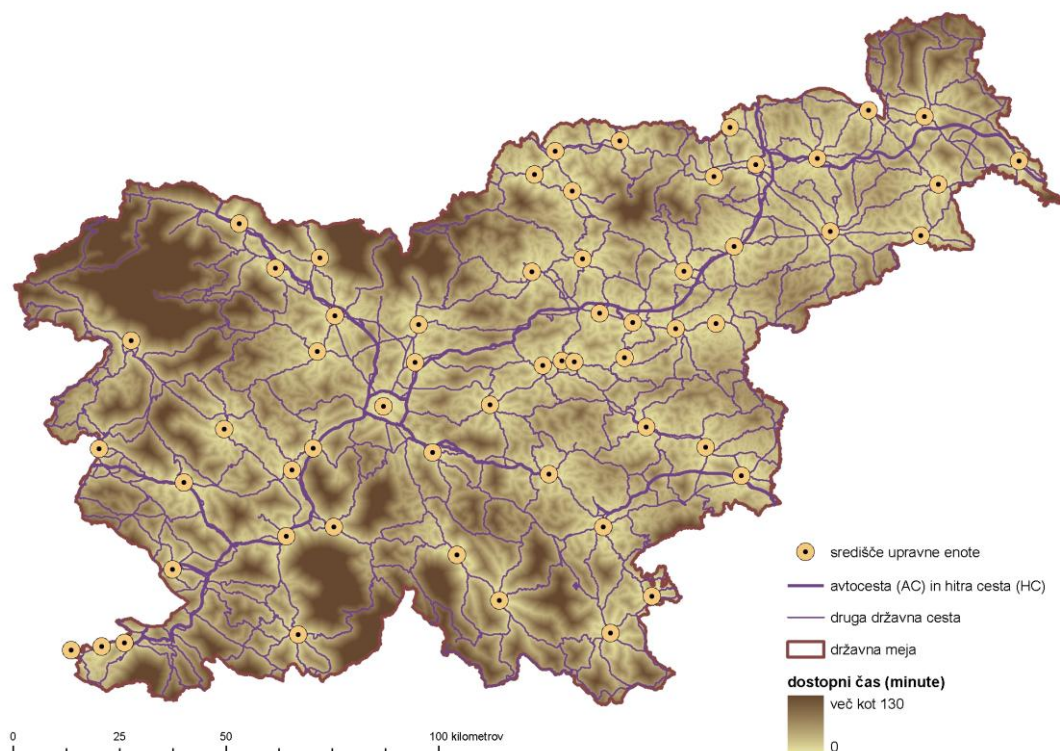 središče upravne enote
avtocesta (AC) in hitra cesta (HC)
druga državna cesta
državna meja
dostopni čas (minute)
več kot 130
0
0 25 50 100 kilometrov